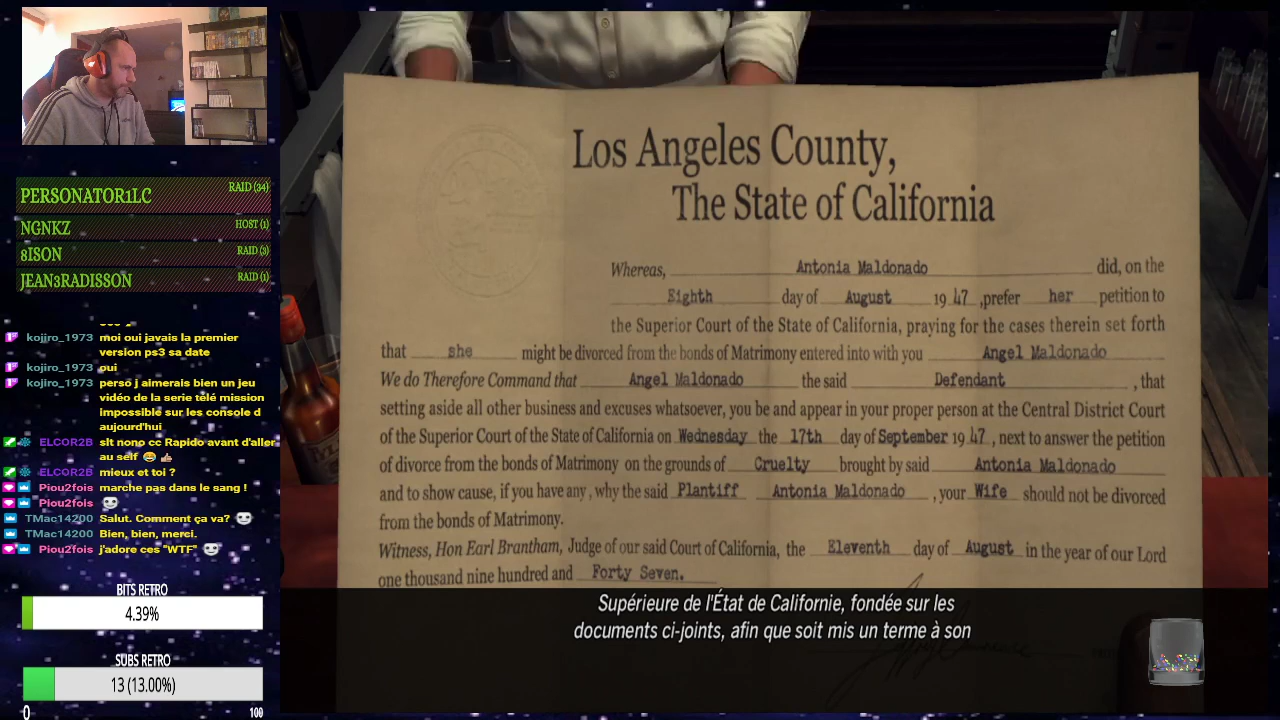 PERSONATOR1LC RAID (34)
NGNKZ HOST (1)
8ISON RAID (3)
JEAN3RADISSON RAID (1)
kojiro_1973 moi oui javais la premier
version ps3 sa date
kojiro_1973 oui
kojiro_1973 perso j aimerais bien un jeu
vidéo de la serie télé mission
impossible sur les console d
aujourd'hui
ELCOR2B slt nono cc Rapido avant d'aller
au self 😂 👍🏼
ELCOR2B mieux et toi ?
Piou2fois marche pas dans le sang !
Piou2fois
TMac14200 Salut. Comment ça va?
TMac14200 Bien, bien, merci.
Piou2fois j'adore ces "WTF"
BITS RETRO
4.39%
SUBS RETRO
13 (13.00%)
0 100
Los Angeles County,
The State of California
Whereas, Antonia Maldonado did, on the
Eighth day of August 19 47 ,prefer her petition to
the Superior Court of the State of California, praying for the cases therein set forth
that she might be divorced from the bonds of Matrimony entered into with you Angel Maldonado
We do Therefore Command that Angel Maldonado the said Defendant , that
setting aside all other business and excuses whatsoever, you be and appear in your proper person at the Central District Court
of the Superior Court of the State of California on Wednesday the 17th day of September 19 47 , next to answer the petition
of divorce from the bonds of Matrimony on the grounds of Cruelty brought by said Antonia Maldonado
and to show cause, if you have any , why the said Plantiff Antonia Maldonado , your Wife should not be divorced
from the bonds of Matrimony.
Witness, Hon Earl Brantham, Judge of our said Court of California, the Eleventh day of August in the year of our Lord
one thousand nine hundred and Forty Seven.
Supérieure de l'État de Californie, fondée sur les
documents ci-joints, afin que soit mis un terme à son